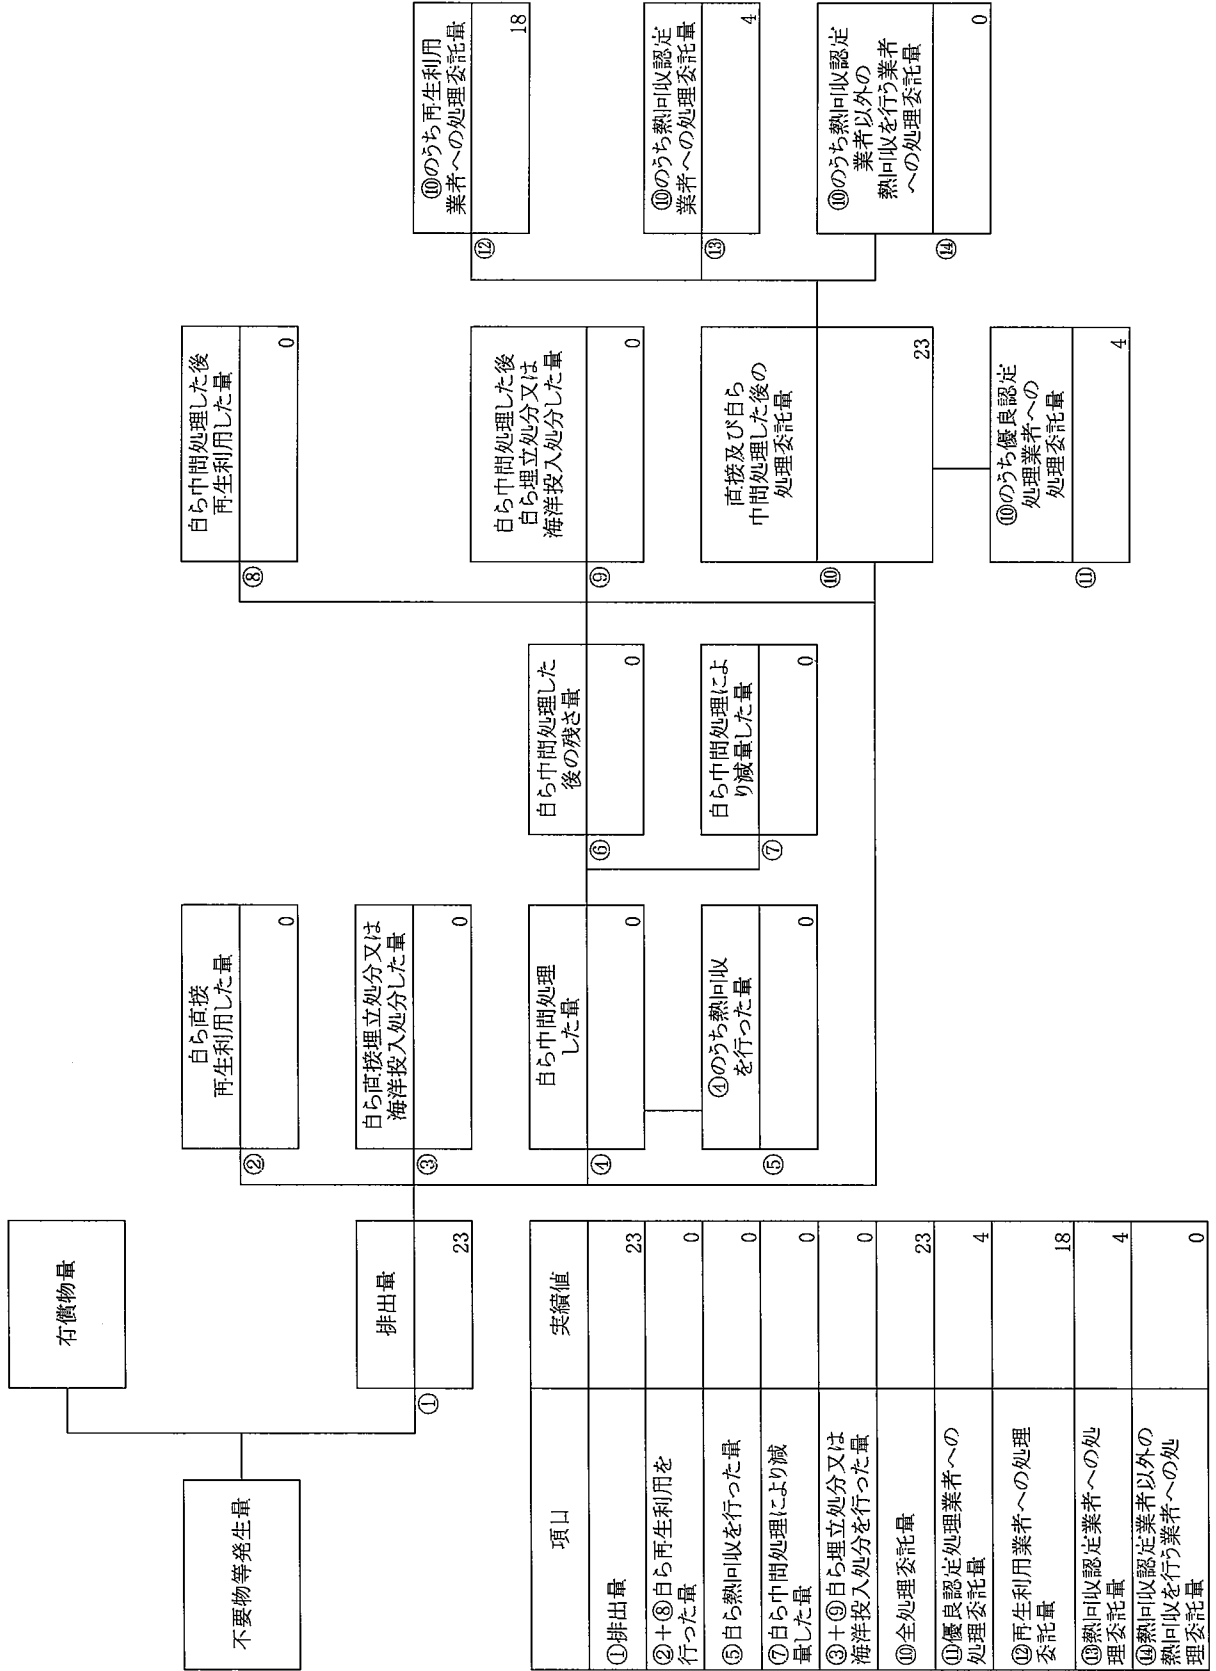 不要物等発生量
有償物量
排出量
①
23
自ら直接
再生利用した量
②
0
自ら直接埋立処分又は
海洋投入処分した量
③
0
自ら中間処理
した量
④
0
④のうち熱回収
を行った量
⑤
0
自ら中間処理した
後の残さ量
⑥
0
自ら中間処理によ
り減量した量
⑦
0
自ら中間処理した後
再生利用した量
⑧
0
自ら中間処理した後
自ら埋立処分又は
海洋投入処分した量
⑨
0
直接及び自ら
中間処理した後の
処理委託量
⑩
23
⑩のうち優良認定
処理業者への
処理委託量
⑪
4
⑩のうち再生利用
業者への処理委託量
⑫
18
⑩のうち熱回収認定
業者への処理委託量
⑬
4
⑩のうち熱回収認定
業者以外の
熱回収を行う業者
への処理委託量
⑭
0
項目
実績値
①排出量
23
②+⑧自ら再生利用を
行った量
0
⑤自ら熱回収を行った量
0
⑦自ら中間処理により減
量した量
0
③+⑨自ら埋立処分又は
海洋投入処分を行った量
0
⑩全処理委託量
23
⑪優良認定処理業者への
処理委託量
4
⑫再生利用業者への処理
委託量
18
⑬熱回収認定業者への処
理委託量
4
⑭熱回収認定業者以外の
熱回収を行う業者への処
理委託量
0